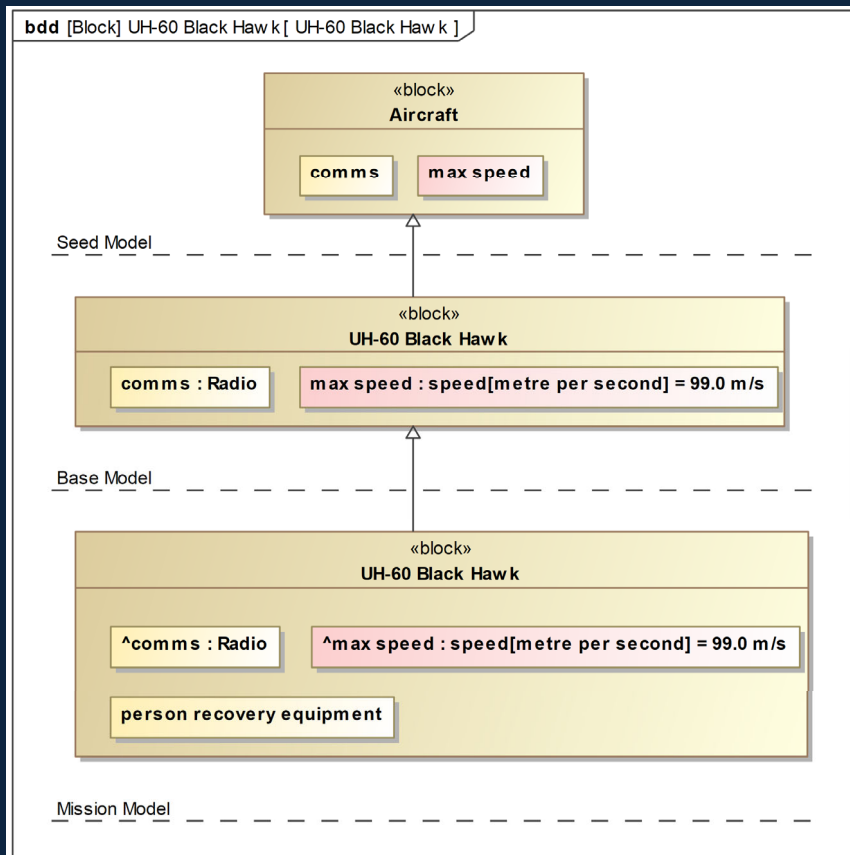 bdd [Block] UH-60 Black Hawk [ UH-60 Black Hawk ]
«block»
Aircraft
comms
max speed
Seed Model
«block»
UH-60 Black Hawk
comms : Radio
max speed : speed[metre per second] = 99.0 m/s
Base Model
«block»
UH-60 Black Hawk
^comms : Radio
^max speed : speed[metre per second] = 99.0 m/s
person recovery equipment
Mission Model